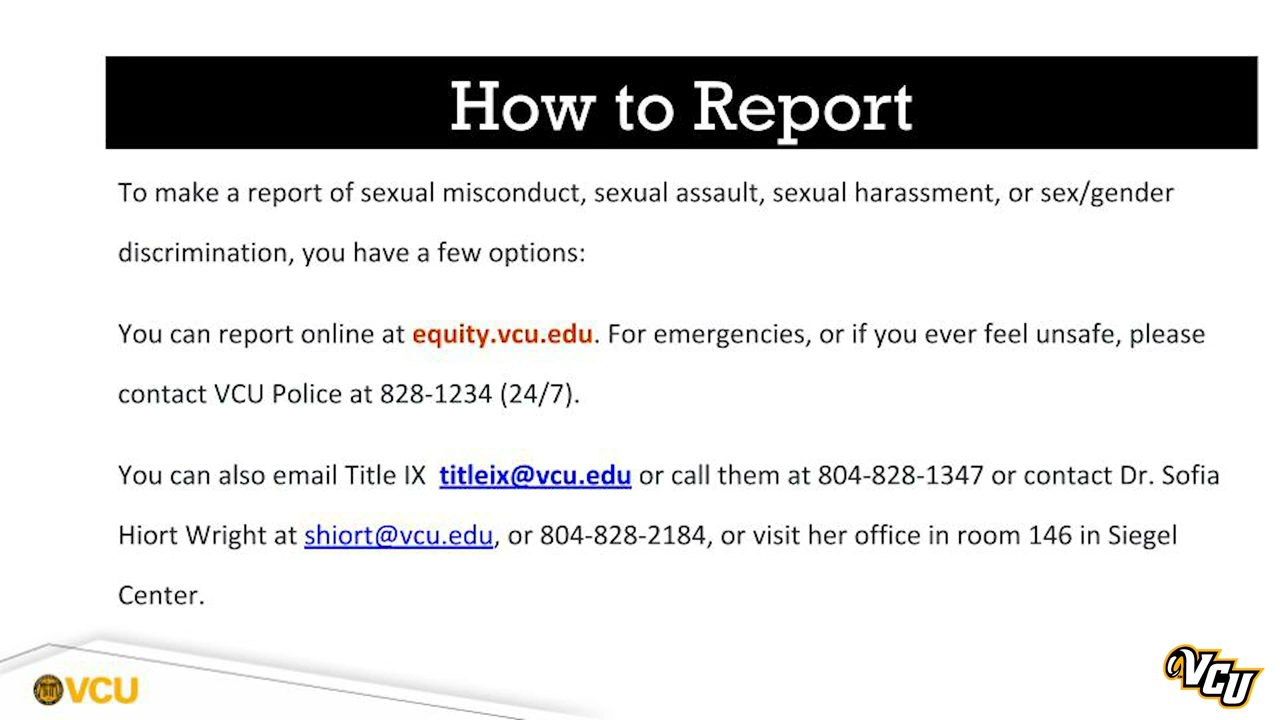 How to Report
To make a report of sexual misconduct, sexual assault, sexual harassment, or sex/gender
discrimination, you have a few options:
You can report online at equity.vcu.edu. For emergencies, or if you ever feel unsafe, please
contact VCU Police at 828-1234 (24/7).
You can also email Title IX titleix@vcu.edu or call them at 804-828-1347 or contact Dr. Sofia
Hiort Wright at shiort@vcu.edu, or 804-828-2184, or visit her office in room 146 in Siegel
Center.
VCU
VCU